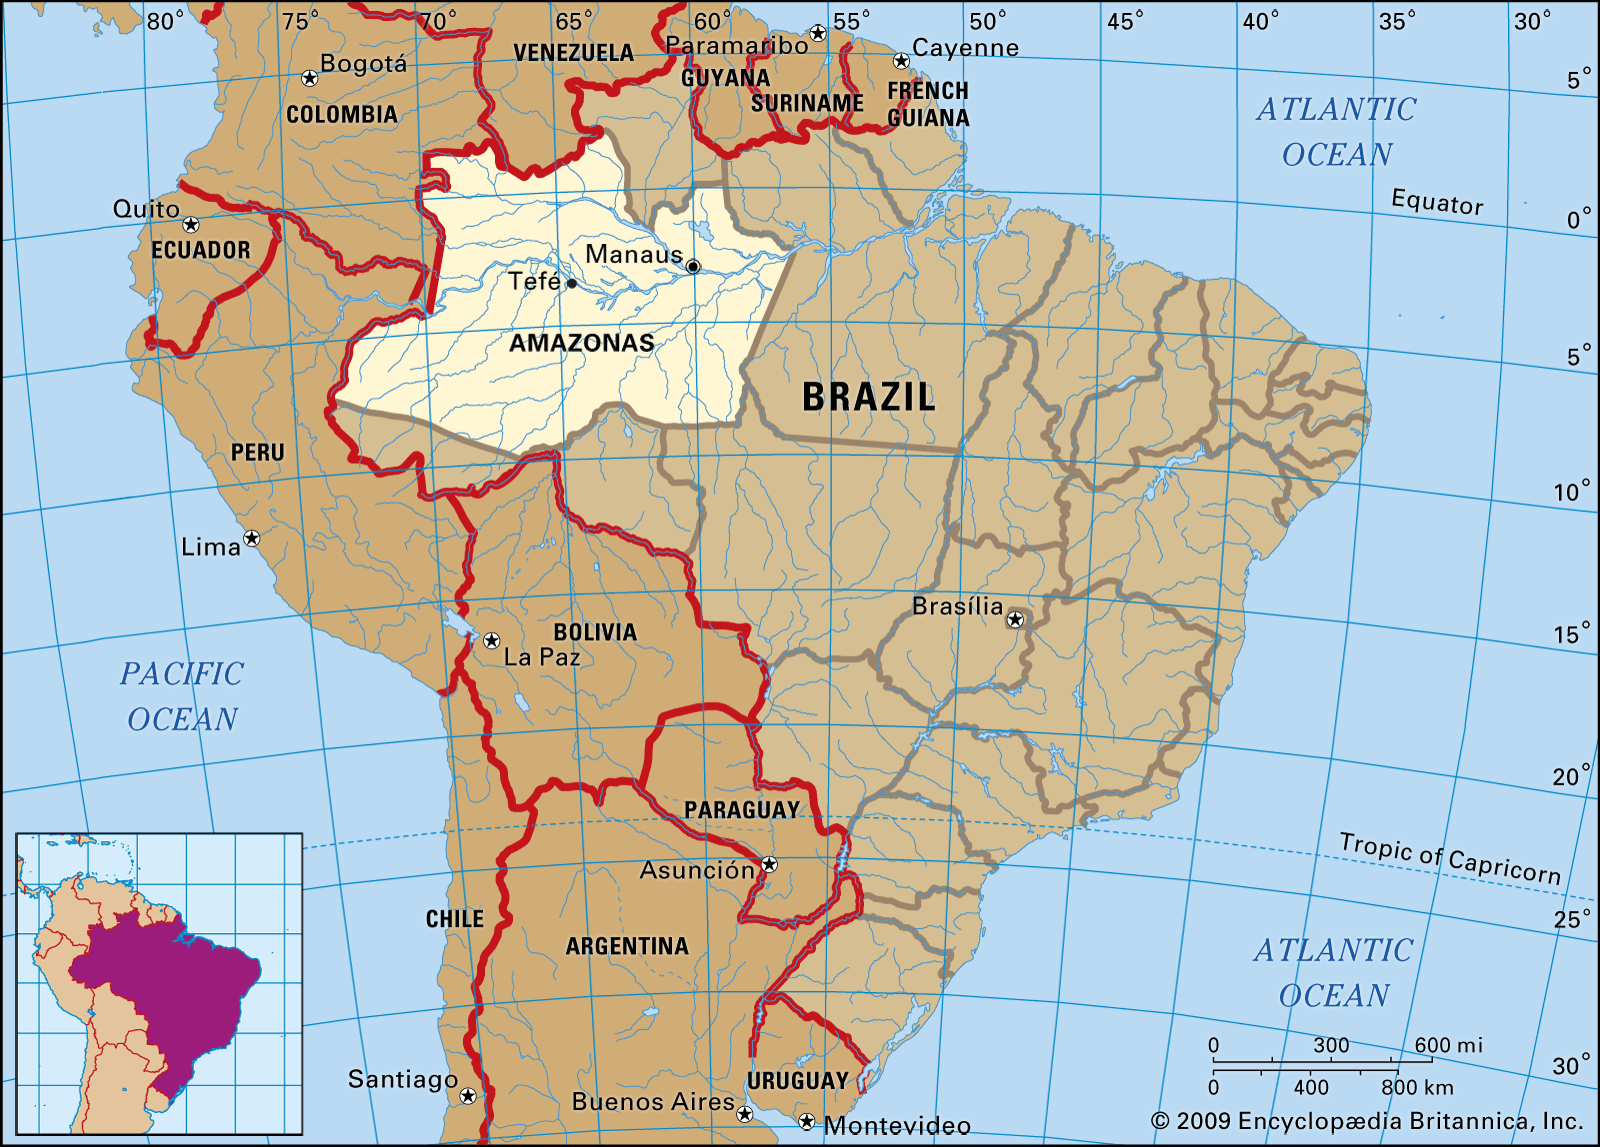 80°
75°
70°
65°
60°
55°
50°
45°
40°
35°
30°
VENEZUELA
Paramaribo
Cayenne
Bogotá
GUYANA
5°
COLOMBIA
SURINAME
FRENCH
GUIANA
ATLANTIC
OCEAN
Equator
0°
Quito
ECUADOR
Manaus
Tefé
AMAZONAS
5°
BRAZIL
PERU
10°
Lima
Brasília
BOLIVIA
15°
La Paz
PACIFIC
OCEAN
20°
PARAGUAY
Tropic of Capricorn
Asunción
25°
CHILE
ARGENTINA
ATLANTIC
OCEAN
0 300 600 mi
0 400 800 km
30°
Santiago
URUGUAY
Buenos Aires
Montevideo
© 2009 Encyclopædia Britannica, Inc.